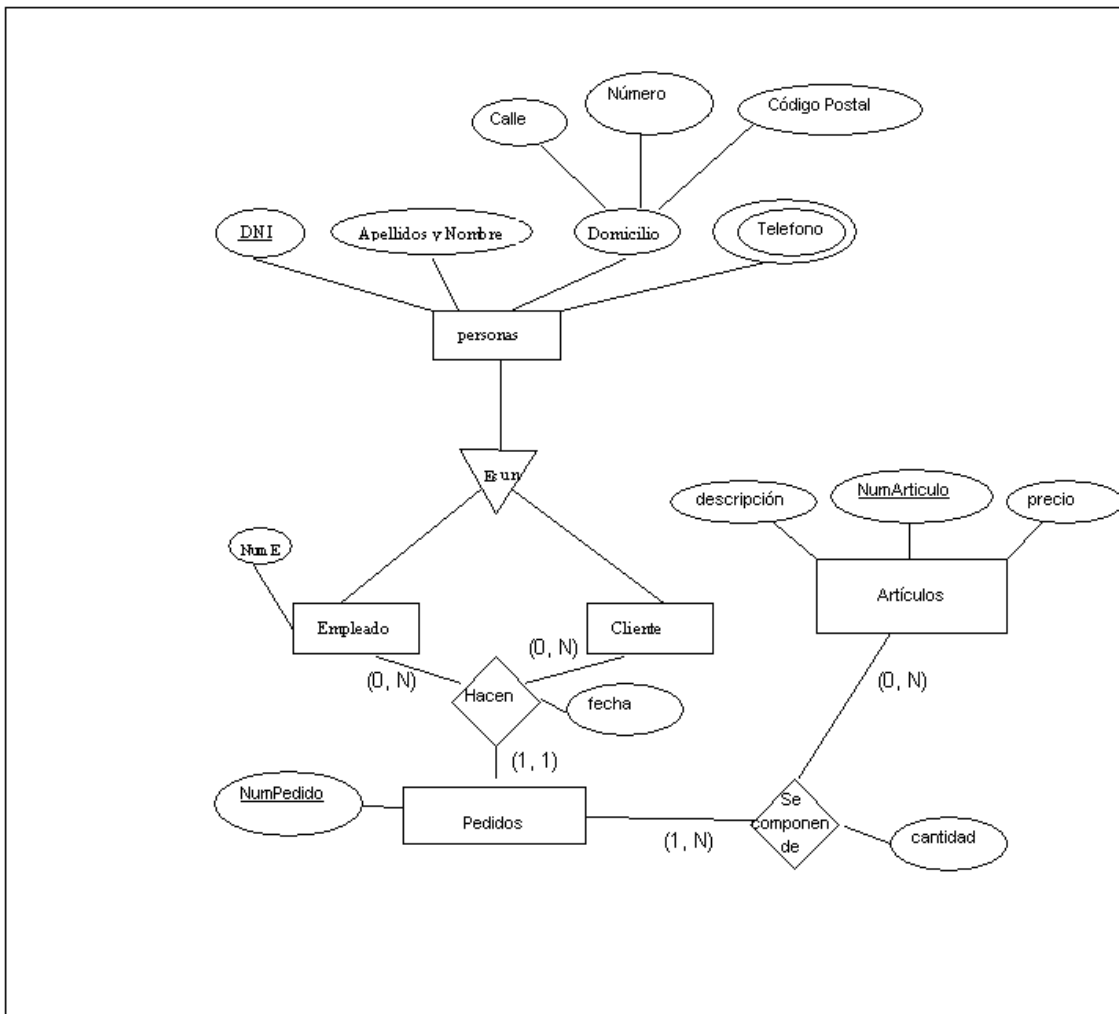 Calle
Número
Código Postal
DNI
Apellidos y Nombre
Domicilio
Telefono
personas
Es un
descripción
NumArticulo
precio
Num E
Artículos
Empleado
Cliente
(0, N)
(0, N)
(0, N)
Hacen
fecha
(1, 1)
NumPedido
Pedidos
(1, N)
Se
componen
de
cantidad